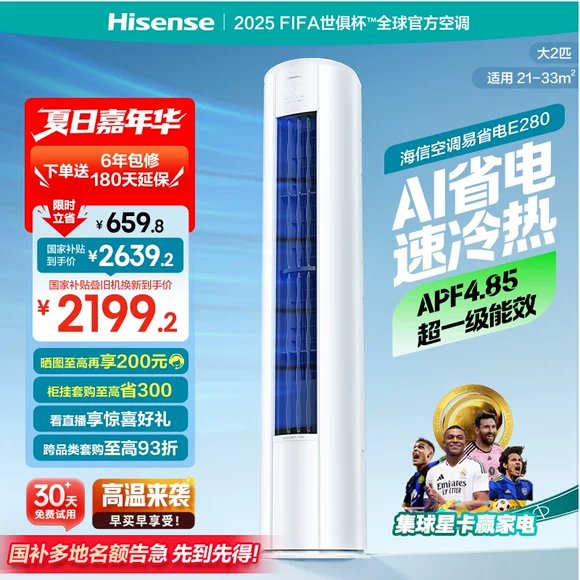 Hisense
2025 FIFA世俱杯™全球官方空调
大2匹
适用 21-33m²
夏日嘉年华
下单送
6年包修
180天延保
限时
立省
¥659.8
国家补贴
到手价
¥2639.2
国家补贴叠旧机换新到手价
¥2199.2
晒图至高再享200元
柜挂套购至高省300
看直播享惊喜好礼
跨品类套购至高93折
30天
免费试用
高温来袭
早买早享受!
国补多地名额告急 先到先得!
海信空调易省电E280
AI省电
速冷热
APF4.85
超一级能效
集球星卡赢家电